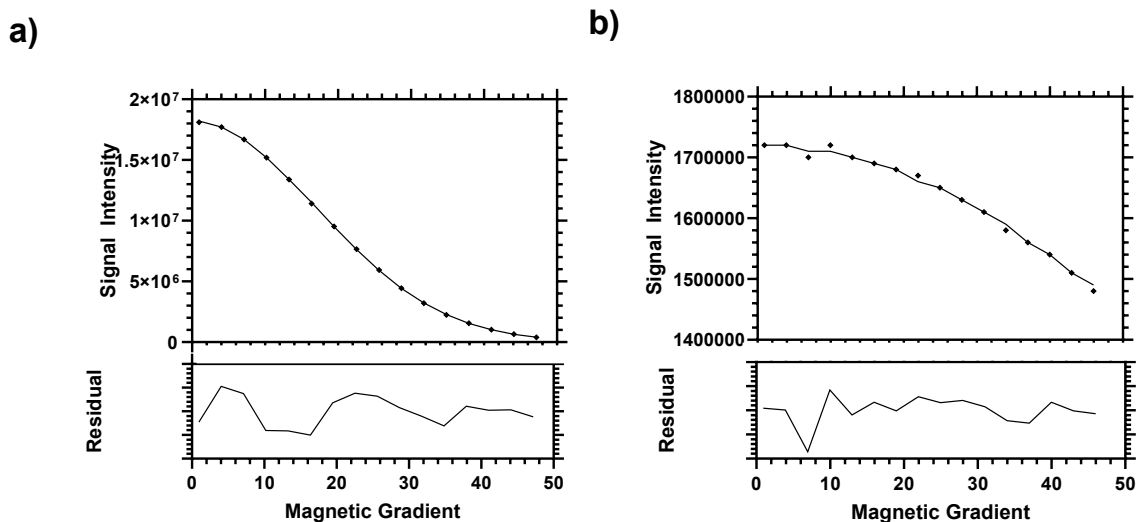 a)
2×10⁷
1.5×10⁷
1×10⁷
5×10⁶
0
Signal Intensity
Residual
0 10 20 30 40 50
Magnetic Gradient
b)
1800000
1700000
1600000
1500000
1400000
Signal Intensity
Residual
0 10 20 30 40 50
Magnetic Gradient